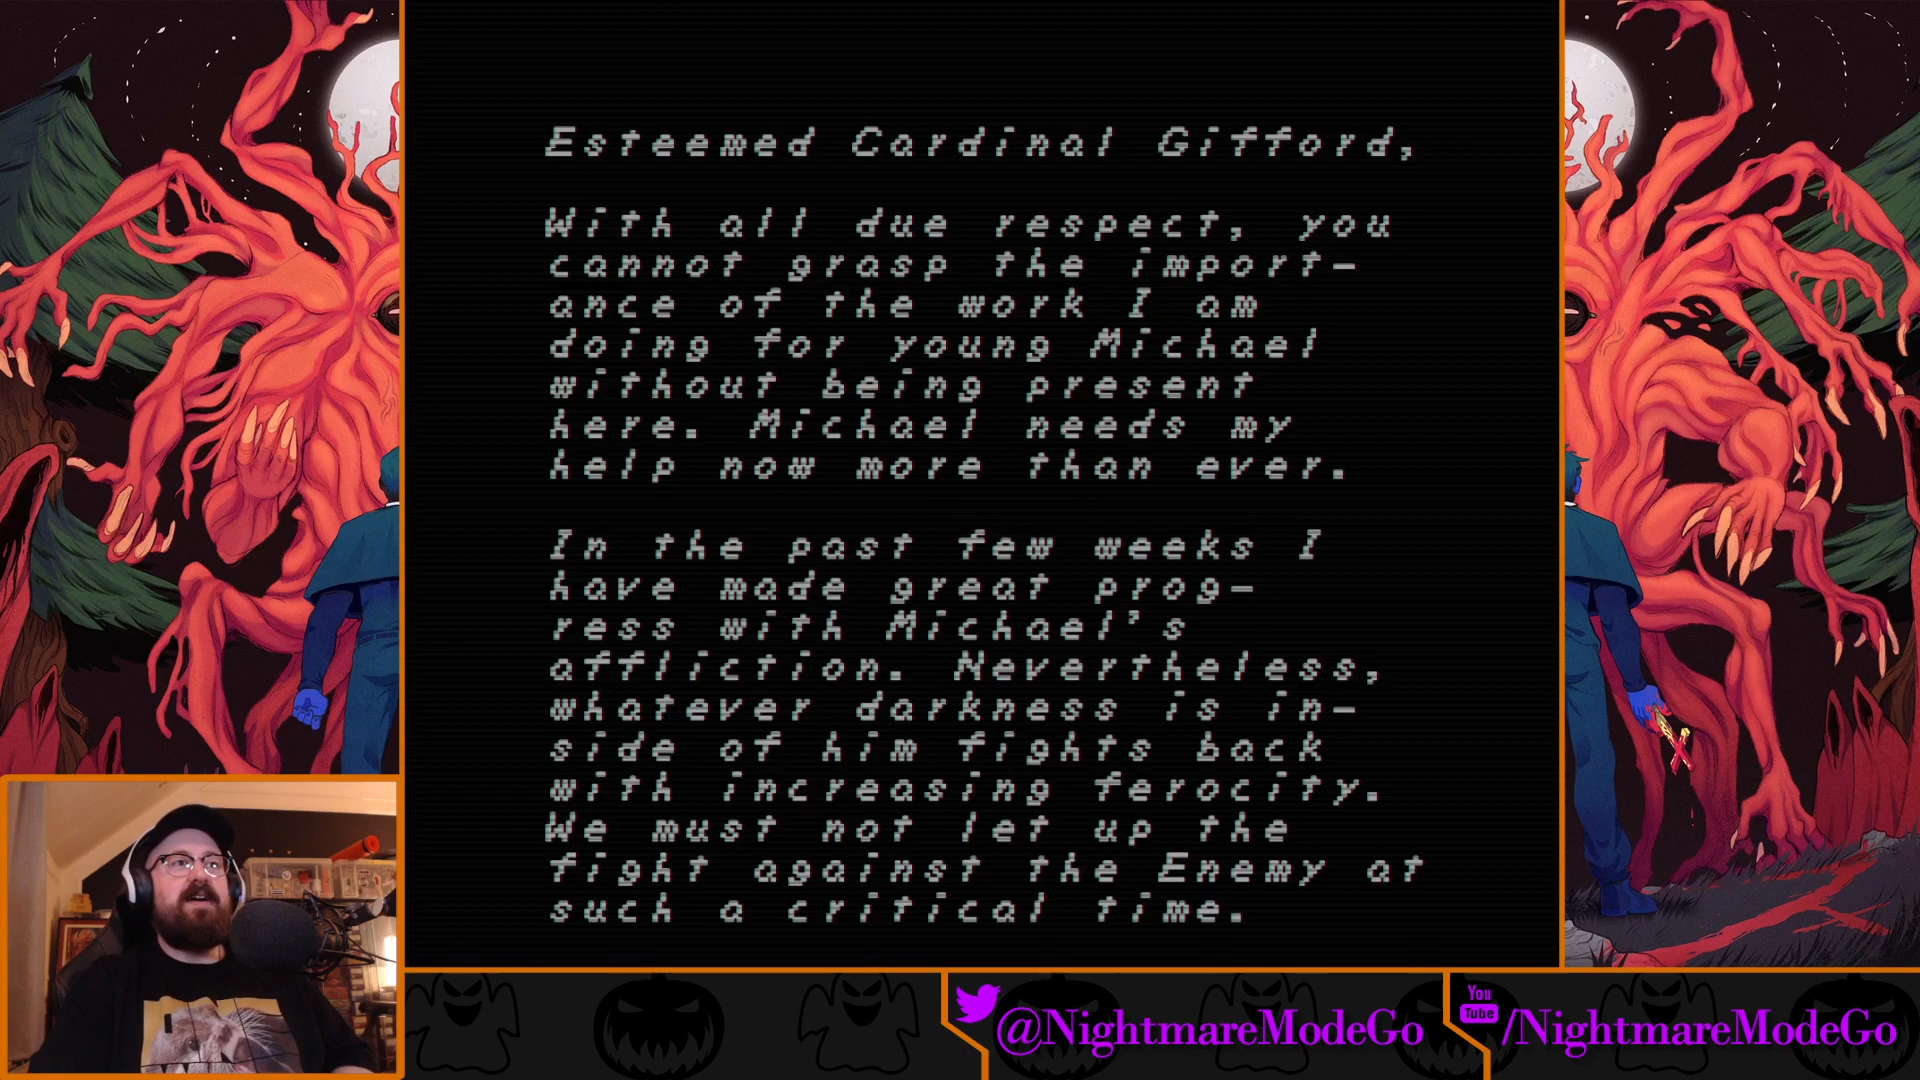 Esteemed Cardinal Gifford,
With all due respect, you
cannot grasp the import-
ance of the work I am
doing for young Michael
without being present
here. Michael needs my
help now more than ever.
In the past few weeks I
have made great prog-
ress with Michael's
affliction. Nevertheless,
whatever darkness is in-
side of him fights back
with increasing ferocity.
We must not let up the
fight against the Enemy at
such a critical time.
@NightmareModeGo
You
Tube
/NightmareModeGo